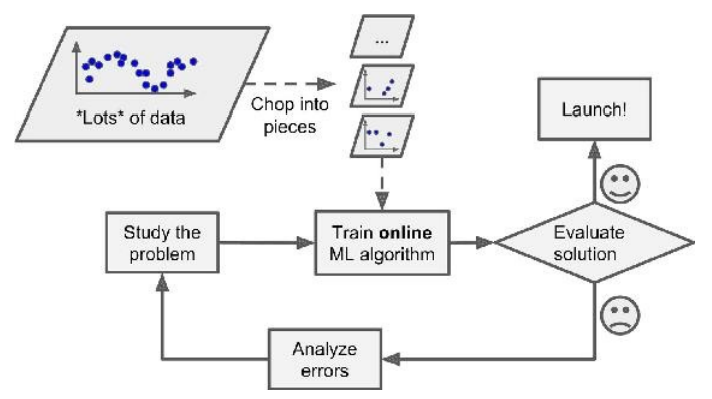 *Lots* of data
Chop into
pieces
...
Launch!
Study the
problem
Train online
ML algorithm
Evaluate
solution
Analyze
errors